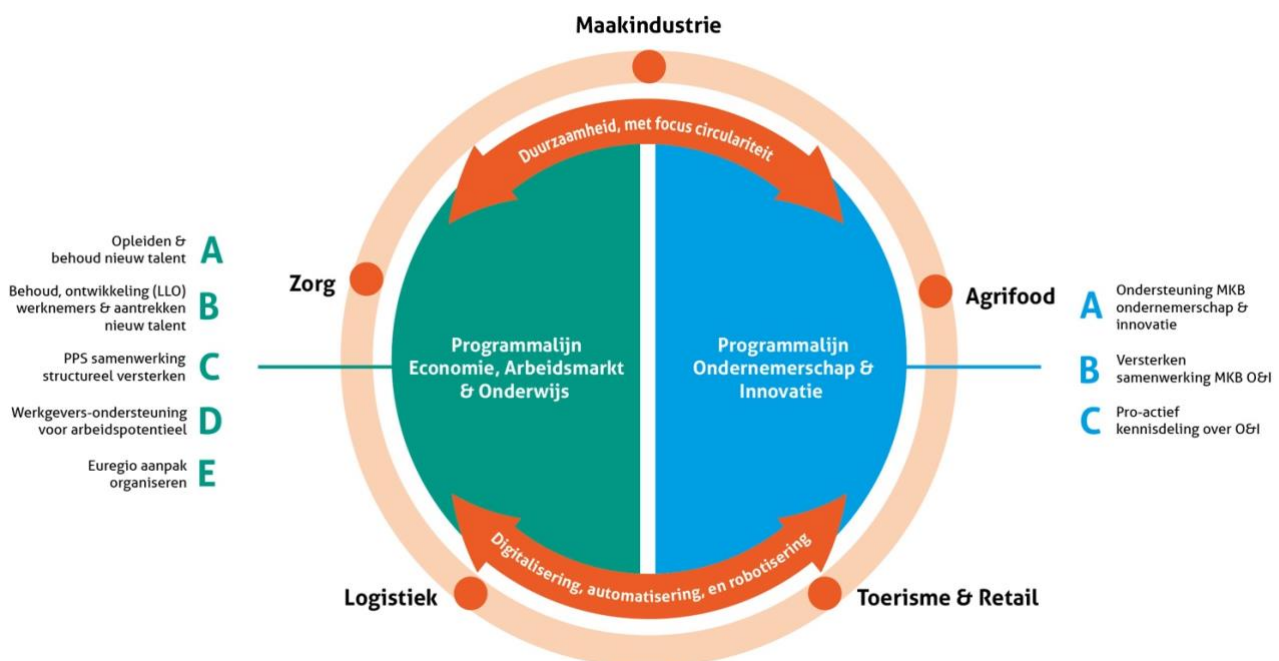 Maakindustrie
Duurzaamheid, met focus circulariteit
Opleiden &
behoud nieuw talent
A
Behoud, ontwikkeling (LLO)
werknemers & aantrekken
nieuw talent
B
PPS samenwerking
structureel versterken
C
Werkgevers-ondersteuning
voor arbeidspotentieel
D
Euregio aanpak
organiseren
E
Zorg
Programmalijn
Economie, Arbeidsmarkt
& Onderwijs
Programmalijn
Ondernemerschap &
Innovatie
Agrifood
A
Ondersteuning MKB
ondernemerschap &
innovatie
B
Versterken
samenwerking MKB O&I
C
Pro-actief
kennisdeling over O&I
Digitalisering, automatisering, en robotisering
Logistiek
Toerisme & Retail